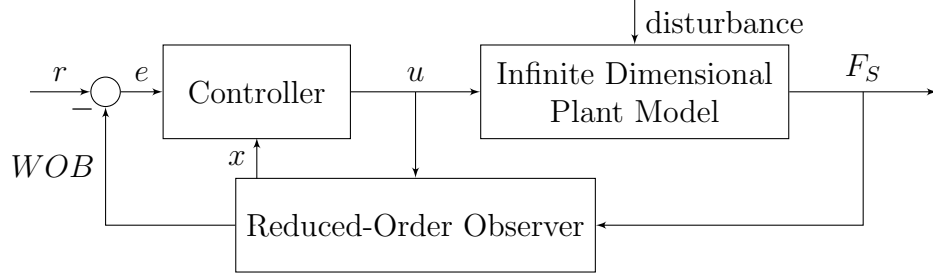 disturbance
r
e
Controller
u
Infinite Dimensional
Plant Model
F_S
−
WOB
x
Reduced-Order Observer